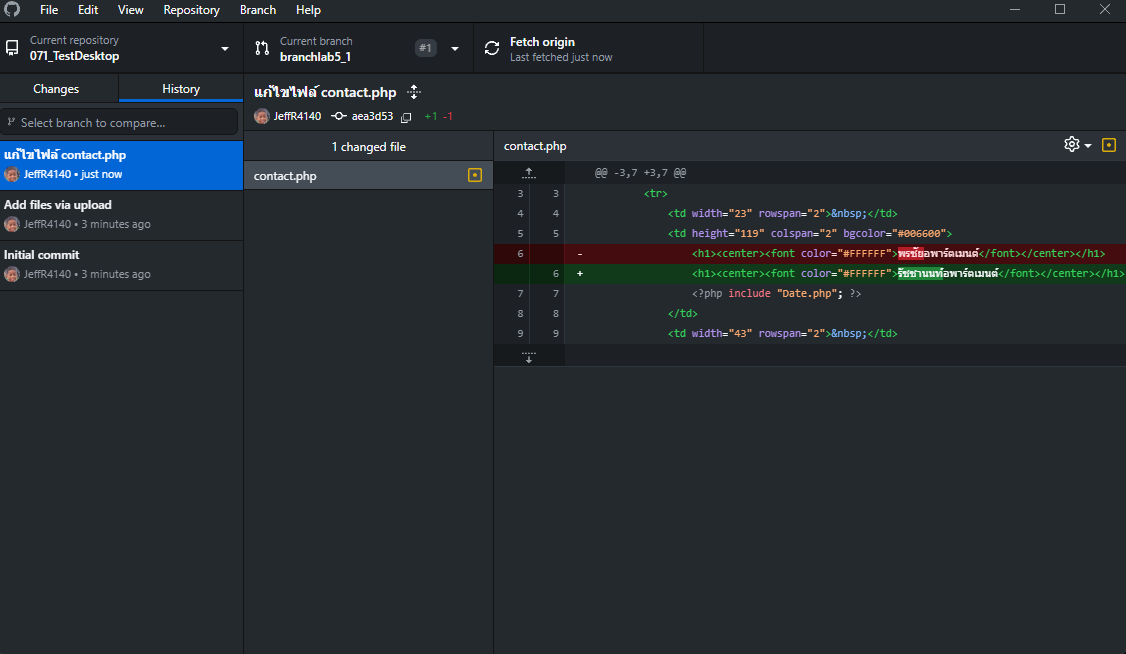 File Edit View Repository Branch Help
Current repository
071_TestDesktop
Current branch
branchlab5_1
#1
Fetch origin
Last fetched just now
Changes
History
Select branch to compare...
แก้ไขไฟล์ contact.php
JeffR4140 • just now
Add files via upload
JeffR4140 • 3 minutes ago
Initial commit
JeffR4140 • 3 minutes ago
แก้ไขไฟล์ contact.php
JeffR4140 aea3d53 +1 -1
1 changed file
contact.php
contact.php
@@ -3,7 +3,7 @@
3 3 <tr>
4 4 <td width="23" rowspan="2">&nbsp;</td>
5 5 <td height="119" colspan="2" bgcolor="#006600">
6 - <h1><center><font color="#FFFFFF">พรชัยอพาร์ตเมนต์</font></center></h1>
6 + <h1><center><font color="#FFFFFF">รัชชานนท์อพาร์ตเมนต์</font></center></h1>
7 7 <?php include "Date.php"; ?>
8 8 </td>
9 9 <td width="43" rowspan="2">&nbsp;</td>